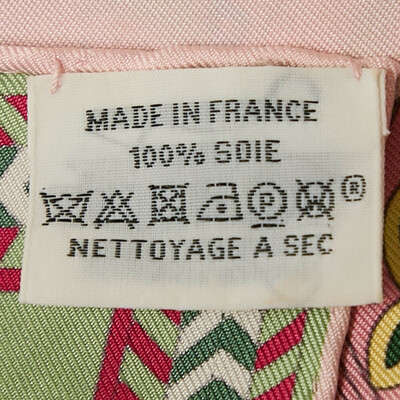 MADE IN FRANCE
100% SOIE
P ®
NETTOYAGE A SEC